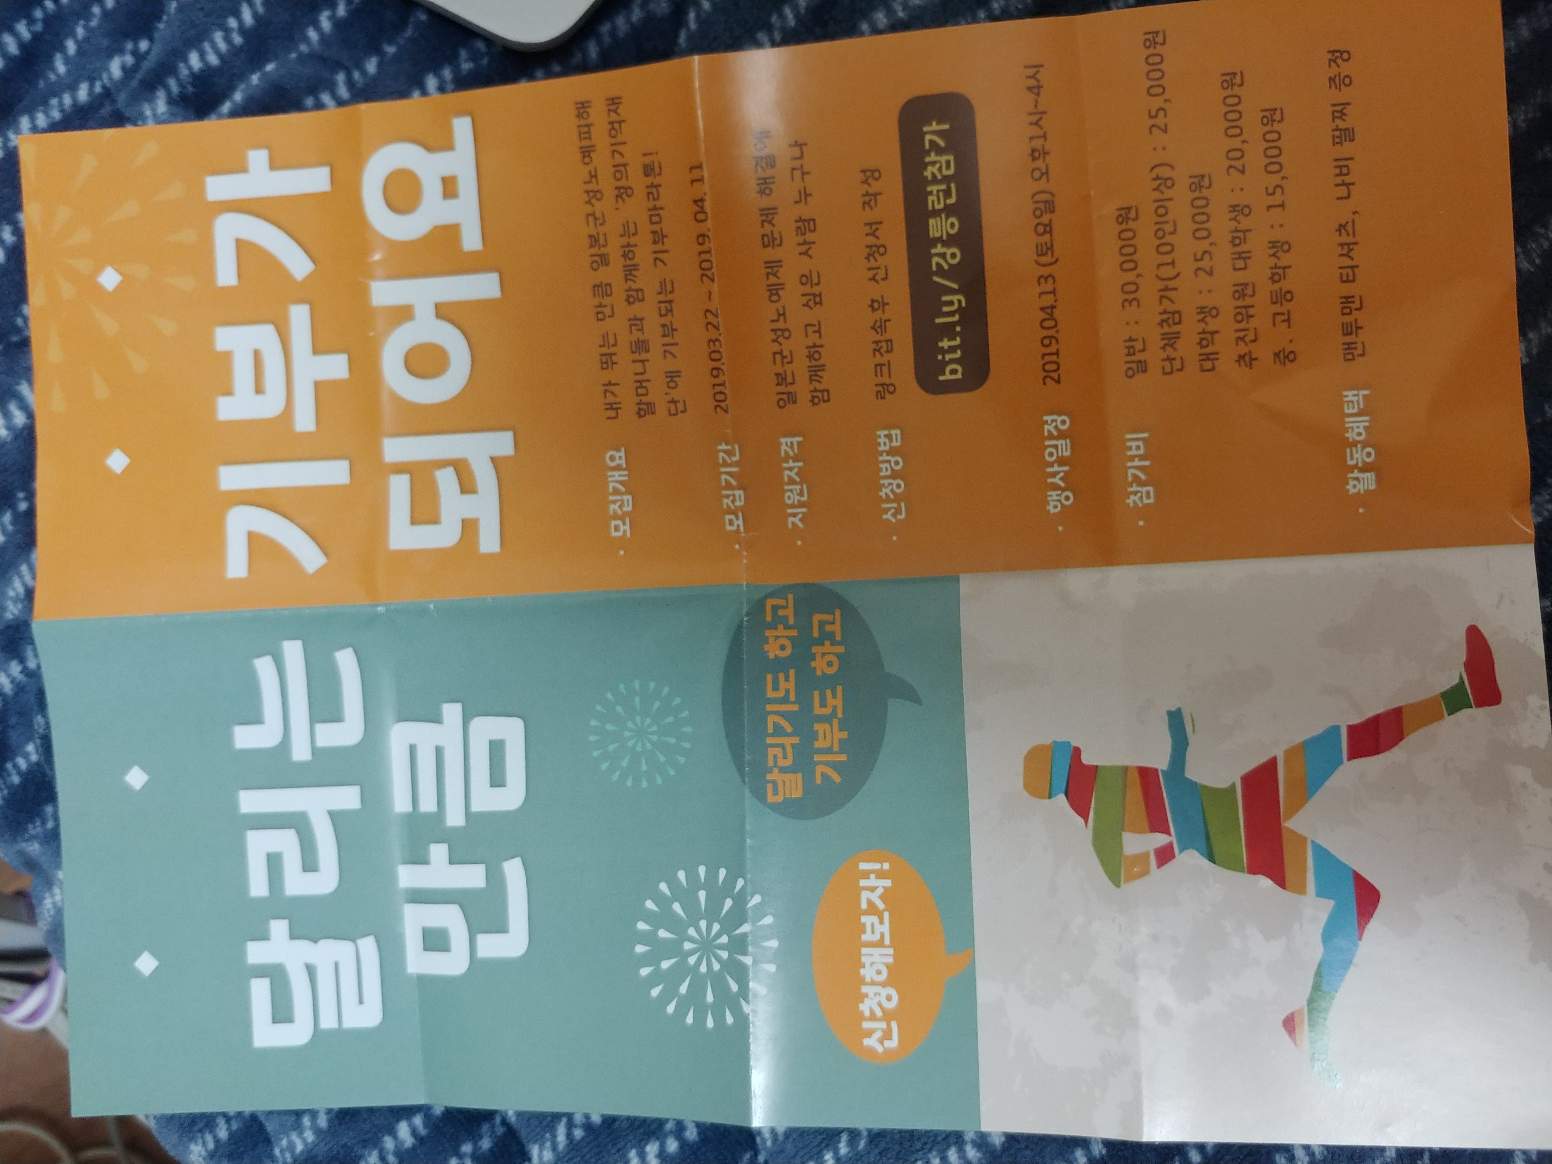 달리는 기부가
만큼 되어요
· 모집개요 내가 뛰는 만큼 일본군성노예피해
할머니들과 함께하는 '정의기억재
단'에 기부되는 기부마라톤!
· 모집기간 2019.03.22 ~ 2019.04.11
· 지원자격 일본군성노예제 문제 해결에
함께하고 싶은 사람 누구나
· 신청방법 링크접속후 신청서 작성
bit.ly/강릉런참가
· 행사일정 2019.04.13 (토요일) 오후1시~4시
· 참가비 일반 : 30,000원
단체참가(10인이상) : 25,000원
대학생 : 25,000원
추진위원 대학생 : 20,000원
중. 고등학생 : 15,000원
· 활동혜택 맨투맨 티셔츠, 나비 팔찌 증정
달리기도 하고
기부도 하고
신청해보자!